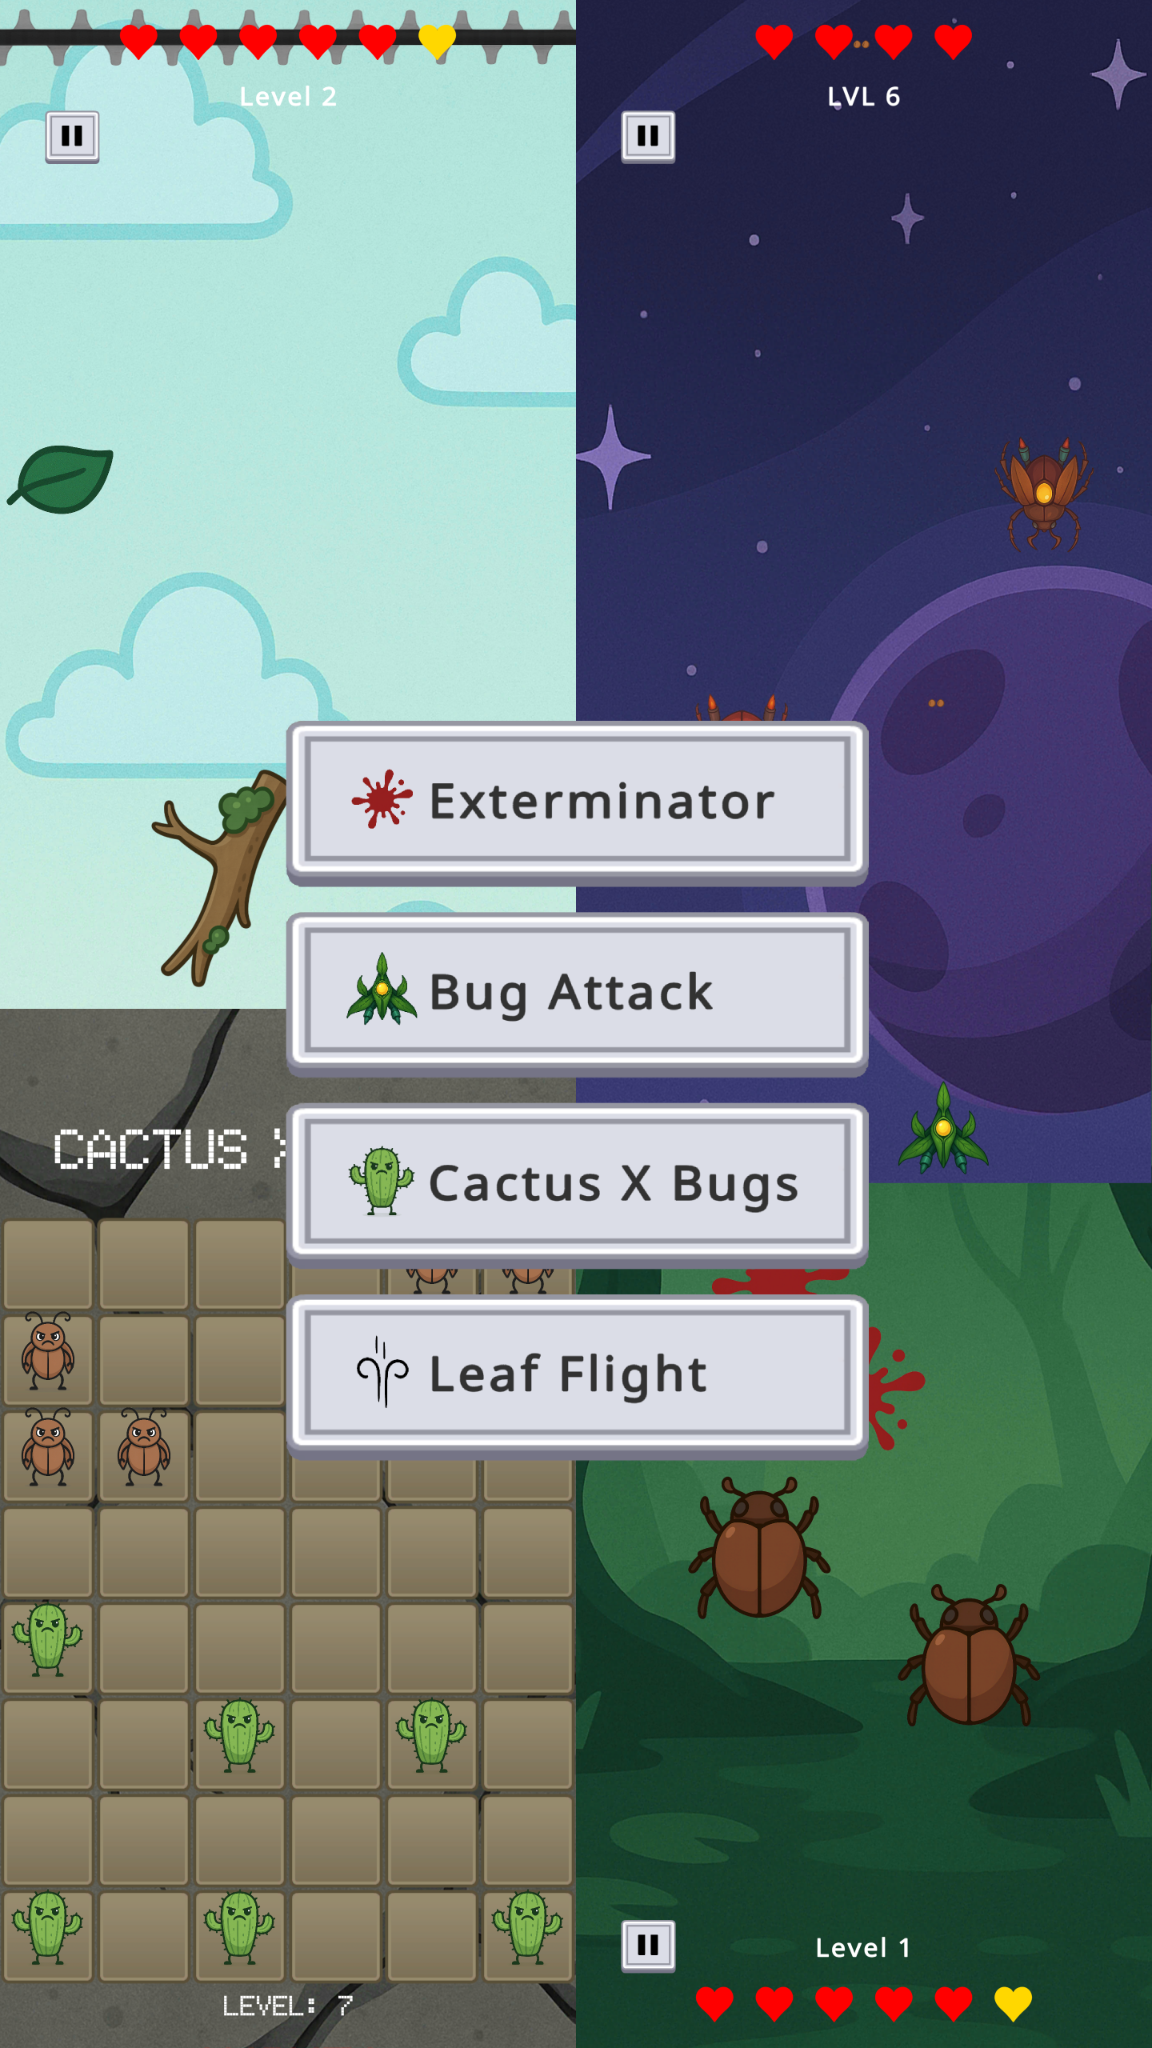 Level 2
LVL 6
Exterminator
Bug Attack
CACTUS X
Cactus X Bugs
Leaf Flight
Level 1
LEVEL: 7